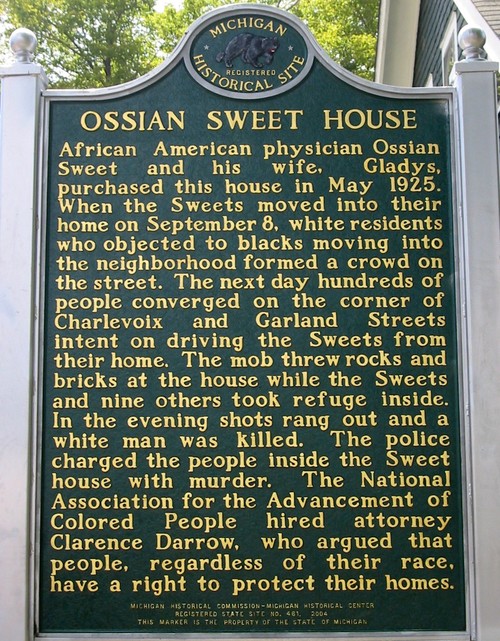 MICHIGAN
REGISTERED
HISTORICAL SITE
OSSIAN SWEET HOUSE
African American physician Ossian
Sweet and his wife, Gladys,
purchased this house in May 1925.
When the Sweets moved into their
home on September 8, white residents
who objected to blacks moving into
the neighborhood formed a crowd on
the street. The next day hundreds of
people converged on the corner of
Charlevoix and Garland Streets
intent on driving the Sweets from
their home. The mob threw rocks and
bricks at the house while the Sweets
and nine others took refuge inside.
In the evening shots rang out and a
white man was killed. The police
charged the people inside the Sweet
house with murder. The National
Association for the Advancement of
Colored People hired attorney
Clarence Darrow, who argued that
people, regardless of their race,
have a right to protect their homes.
MICHIGAN HISTORICAL COMMISSION-MICHIGAN HISTORICAL CENTER
REGISTERED STATE SITE NO. 461, 2004
THIS MARKER IS THE PROPERTY OF THE STATE OF MICHIGAN